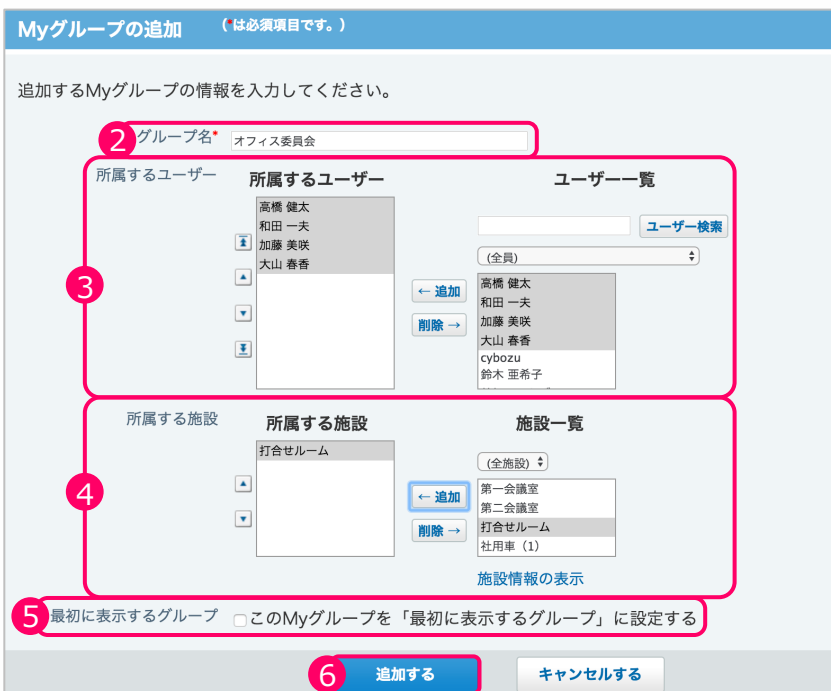 Myグループの追加 (*は必須項目です。)
追加するMyグループの情報を入力してください。
2 グループ名* オフィス委員会
3
所属するユーザー
所属するユーザー
高橋 健太
和田 一夫
加藤 美咲
大山 春香
← 追加
削除 →
ユーザー一覧
ユーザー検索
(全員)
高橋 健太
和田 一夫
加藤 美咲
大山 春香
cybozu
鈴木 亜希子
4
所属する施設
所属する施設
打合せルーム
← 追加
削除 →
施設一覧
(全施設)
第一会議室
第二会議室
打合せルーム
社用車(1)
施設情報の表示
5 最初に表示するグループ このMyグループを「最初に表示するグループ」に設定する
6 追加する キャンセルする